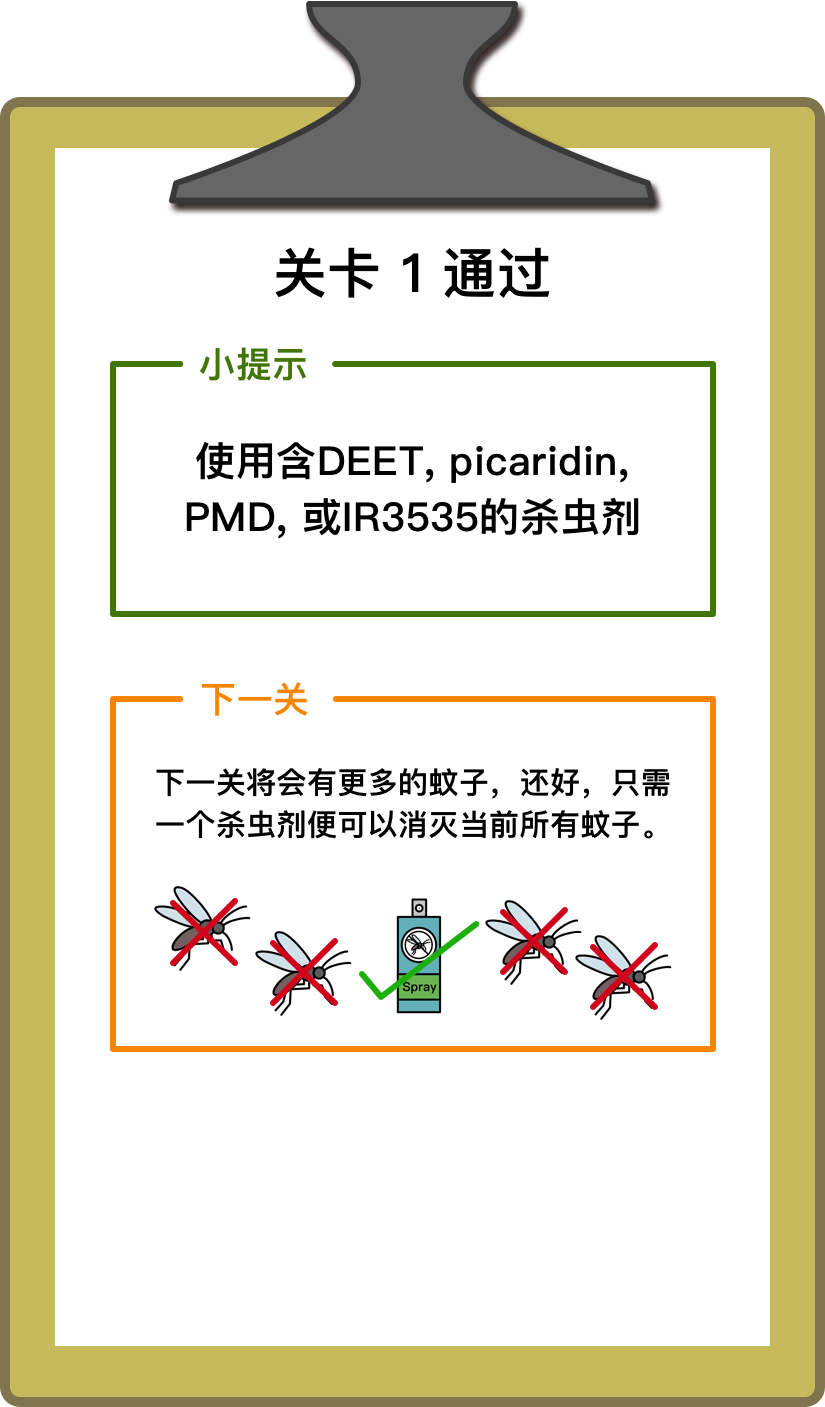 关卡 1 通过
小提示
使用含DEET, picaridin,
PMD, 或IR3535的杀虫剂
下一关
下一关将会有更多的蚊子，还好，只需
一个杀虫剂便可以消灭当前所有蚊子。
Spray